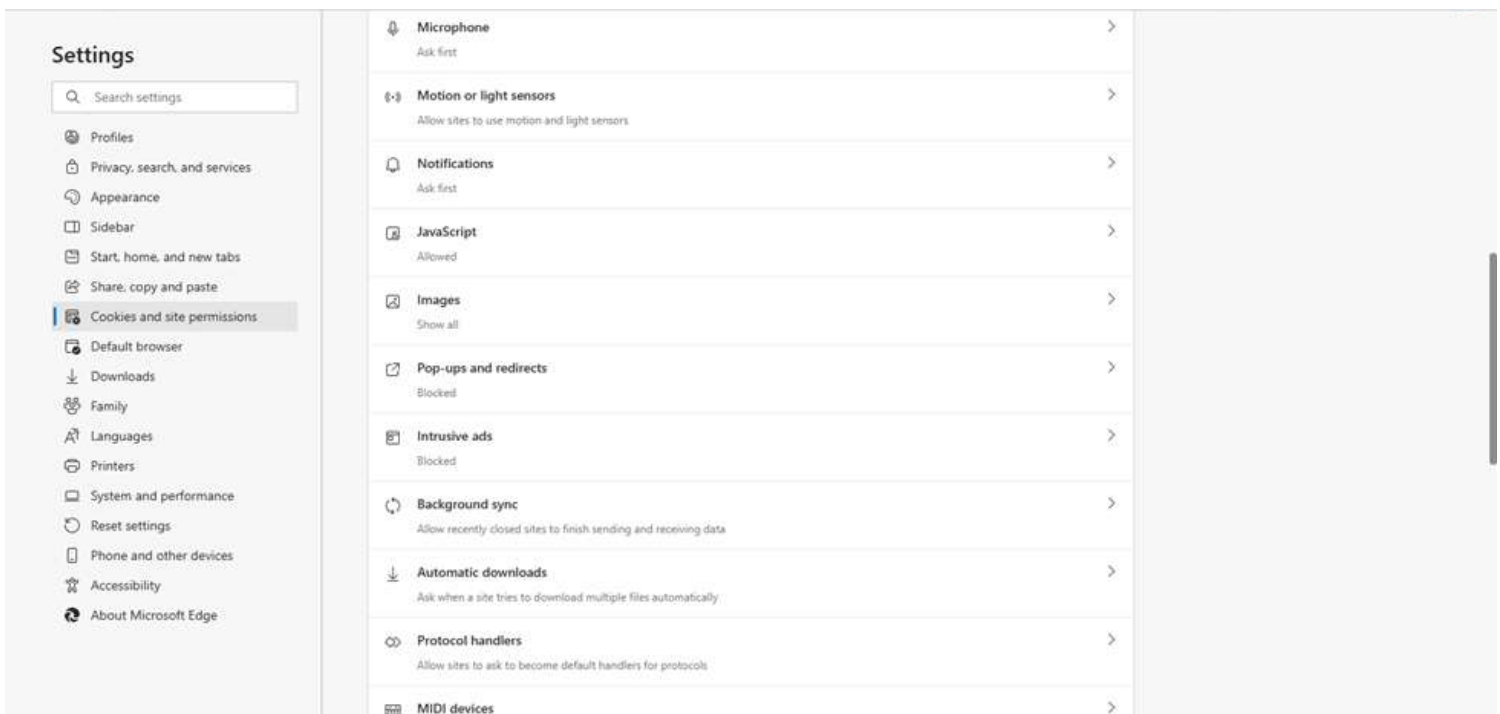 Settings
Search settings
Profiles
Privacy, search, and services
Appearance
Sidebar
Start, home, and new tabs
Share, copy and paste
Cookies and site permissions
Default browser
Downloads
Family
Languages
Printers
System and performance
Reset settings
Phone and other devices
Accessibility
About Microsoft Edge
Microphone
Ask first
Motion or light sensors
Allow sites to use motion and light sensors
Notifications
Ask first
JavaScript
Allowed
Images
Show all
Pop-ups and redirects
Blocked
Intrusive ads
Blocked
Background sync
Allow recently closed sites to finish sending and receiving data
Automatic downloads
Ask when a site tries to download multiple files automatically
Protocol handlers
Allow sites to ask to become default handlers for protocols
MIDI devices